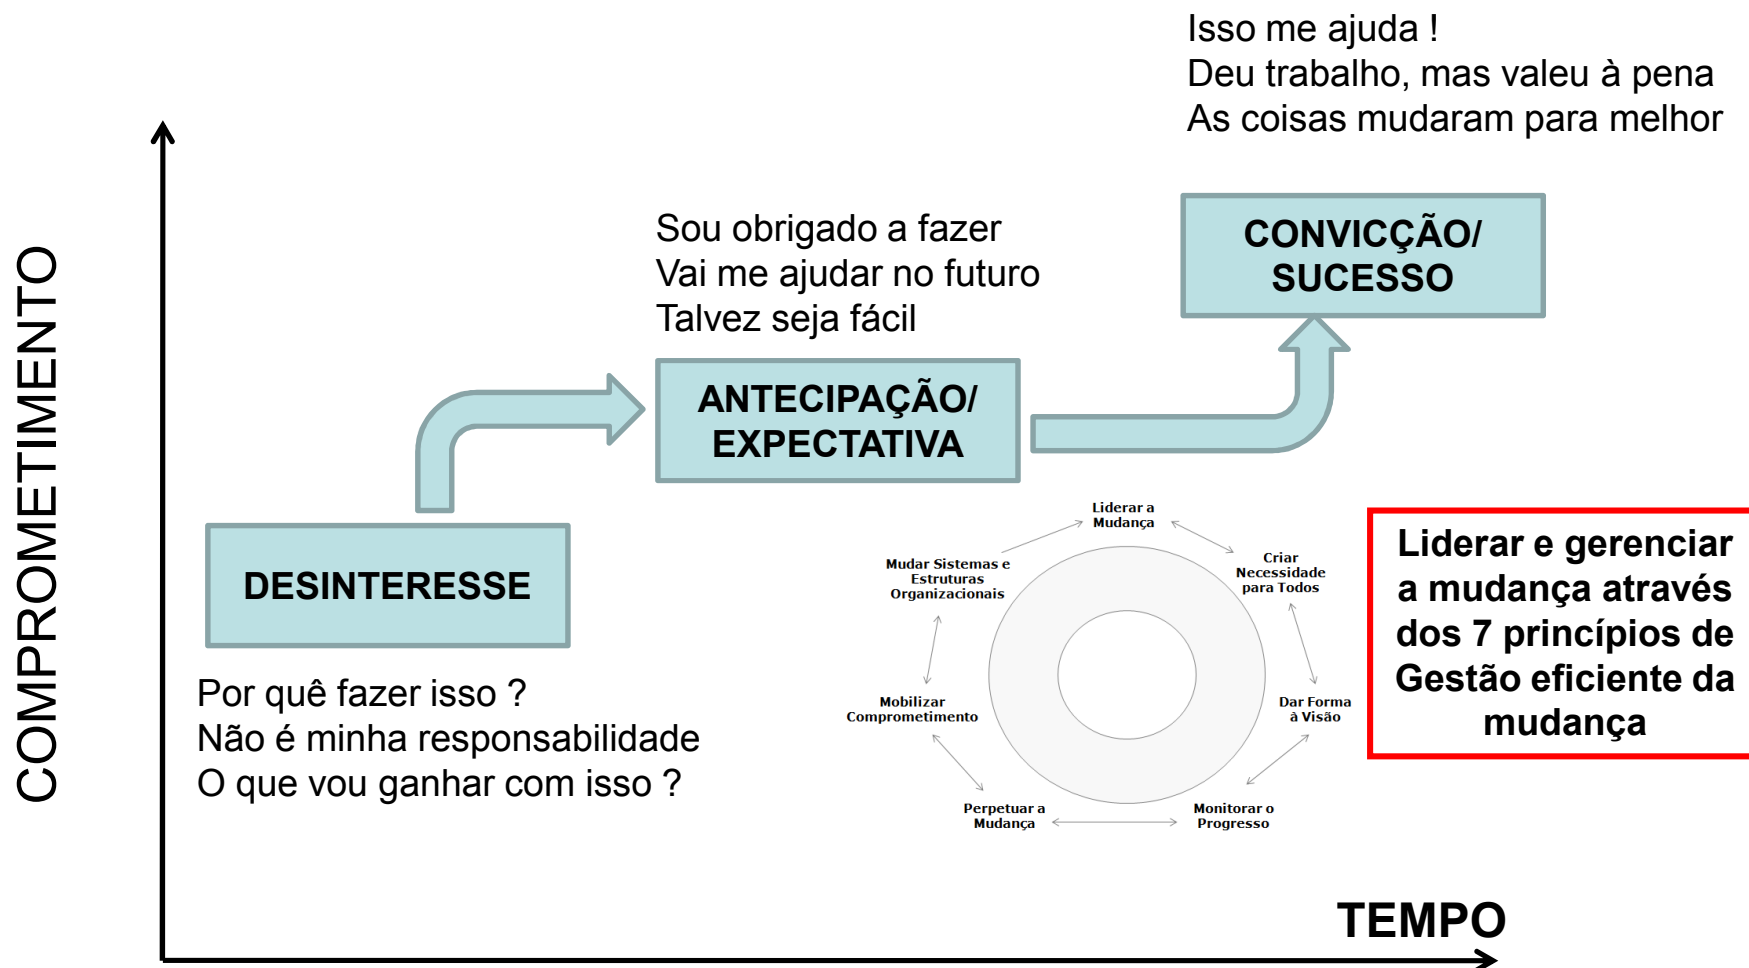 Isso me ajuda !
Deu trabalho, mas valeu à pena
As coisas mudaram para melhor
COMPROMETIMENTO
Sou obrigado a fazer
Vai me ajudar no futuro
Talvez seja fácil
CONVICÇÃO/
SUCESSO
ANTECIPAÇÃO/
EXPECTATIVA
DESINTERESSE
Por quê fazer isso ?
Não é minha responsabilidade
O que vou ganhar com isso ?
Liderar a
Mudança
Criar
Necessidade
para Todos
Dar Forma
à Visão
Monitorar o
Progresso
Perpetuar a
Mudança
Mobilizar
Comprometimento
Mudar Sistemas e
Estruturas
Organizacionais
Liderar e gerenciar
a mudança através
dos 7 princípios de
Gestão eficiente da
mudança
TEMPO